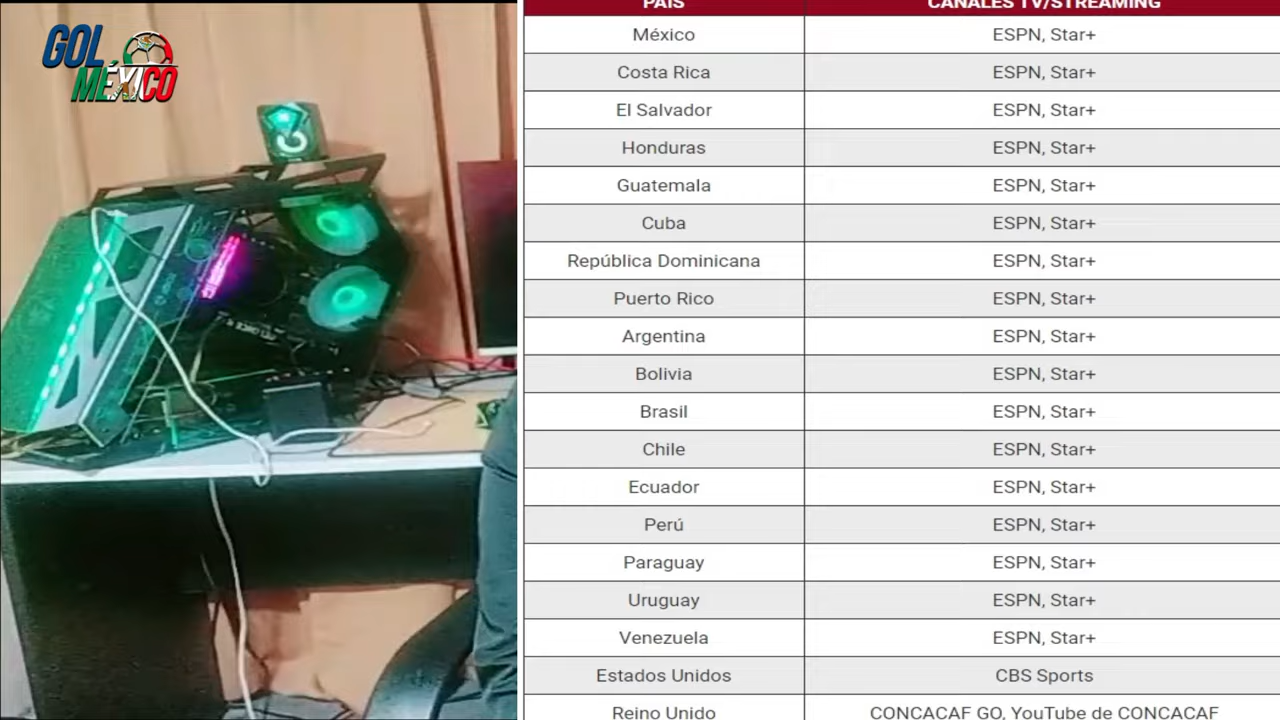 GOL
MÉXICO
PAÍS CANALES TV/STREAMING
México ESPN, Star+
Costa Rica ESPN, Star+
El Salvador ESPN, Star+
Honduras ESPN, Star+
Guatemala ESPN, Star+
Cuba ESPN, Star+
República Dominicana ESPN, Star+
Puerto Rico ESPN, Star+
Argentina ESPN, Star+
Bolivia ESPN, Star+
Brasil ESPN, Star+
Chile ESPN, Star+
Ecuador ESPN, Star+
Perú ESPN, Star+
Paraguay ESPN, Star+
Uruguay ESPN, Star+
Venezuela ESPN, Star+
Estados Unidos CBS Sports
Reino Unido CONCACAF GO, YouTube de CONCACAF